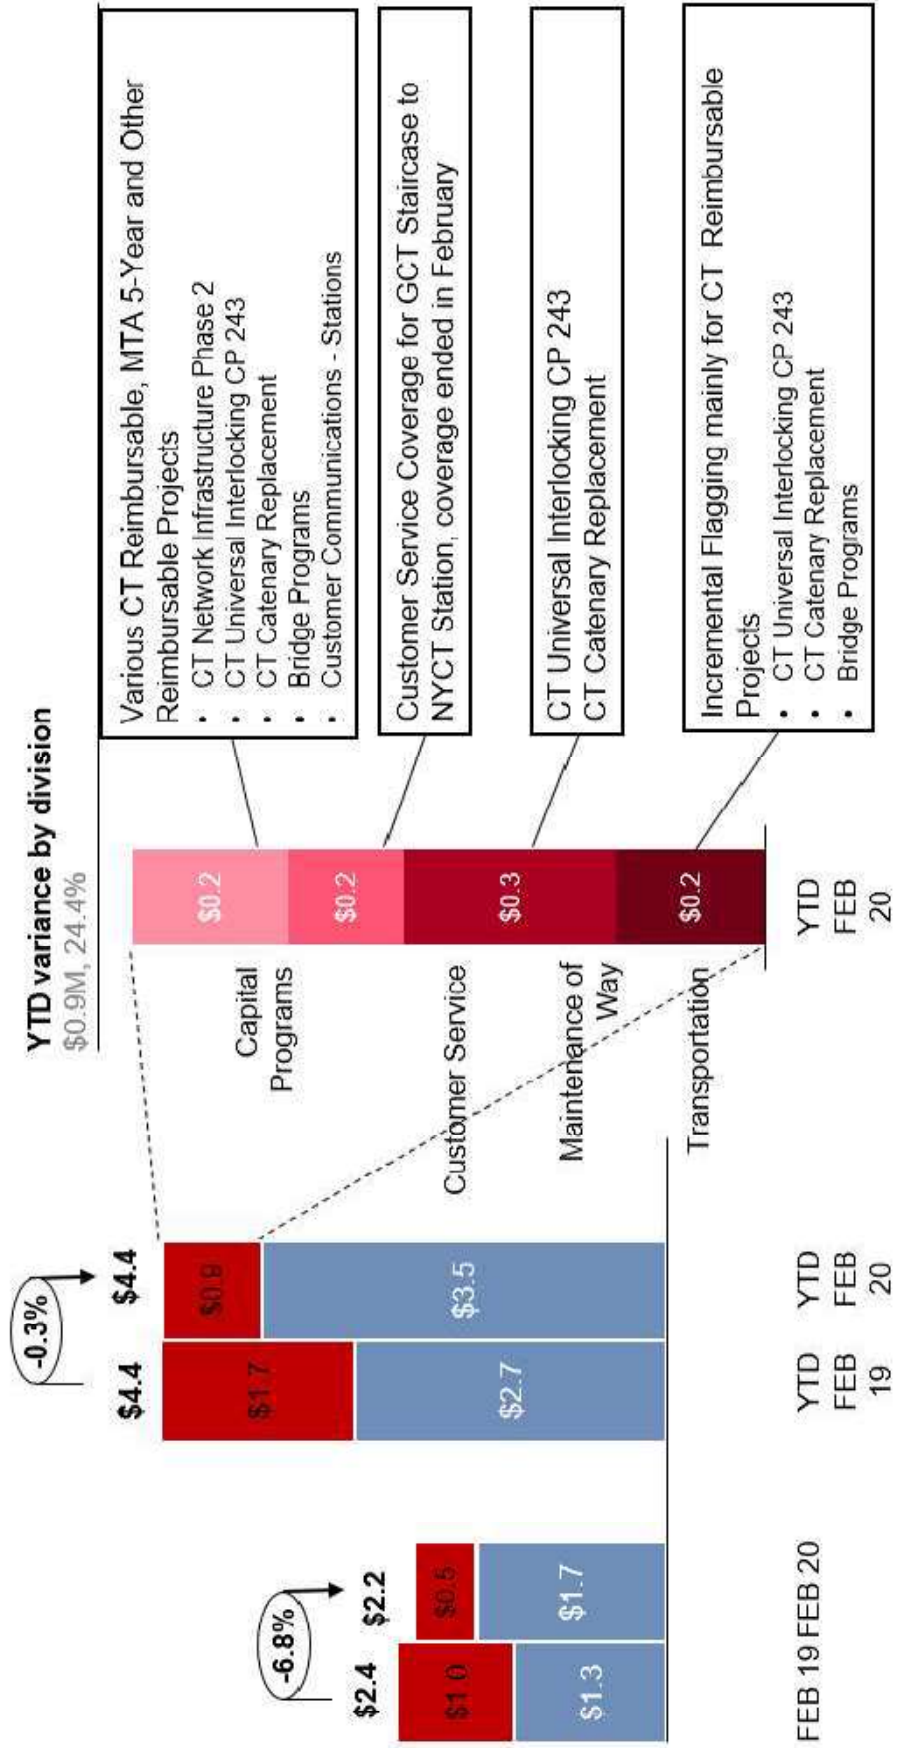 -6.8%
$2.4
$2.2
$1.0
$0.5
$1.3
$1.7
FEB 19 FEB 20
-0.3%
$4.4
$4.4
$1.7
$0.9
$2.7
$3.5
YTD
FEB
19
YTD
FEB
20
YTD variance by division
$0.9M, 24.4%
Capital
Programs
Customer Service
Maintenance of
Way
Transportation
$0.2
$0.2
$0.3
$0.2
YTD
FEB
20
Various CT Reimbursable, MTA 5-Year and Other
Reimbursable Projects
• CT Network Infrastructure Phase 2
• CT Universal Interlocking CP 243
• CT Catenary Replacement
• Bridge Programs
• Customer Communications - Stations
Customer Service Coverage for GCT Staircase to
NYCT Station, coverage ended in February
CT Universal Interlocking CP 243
CT Catenary Replacement
Incremental Flagging mainly for CT Reimbursable
Projects
• CT Universal Interlocking CP 243
• CT Catenary Replacement
• Bridge Programs